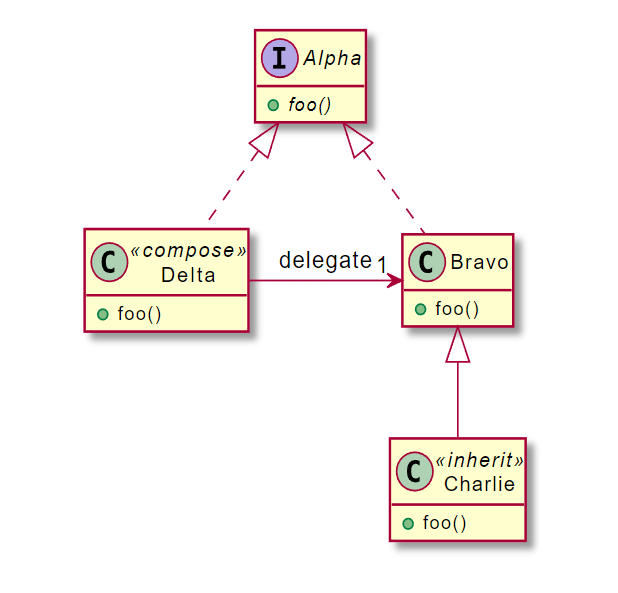 I Alpha
foo()
C «compose»
Delta
foo()
delegate 1
C Bravo
foo()
C «inherit»
Charlie
foo()